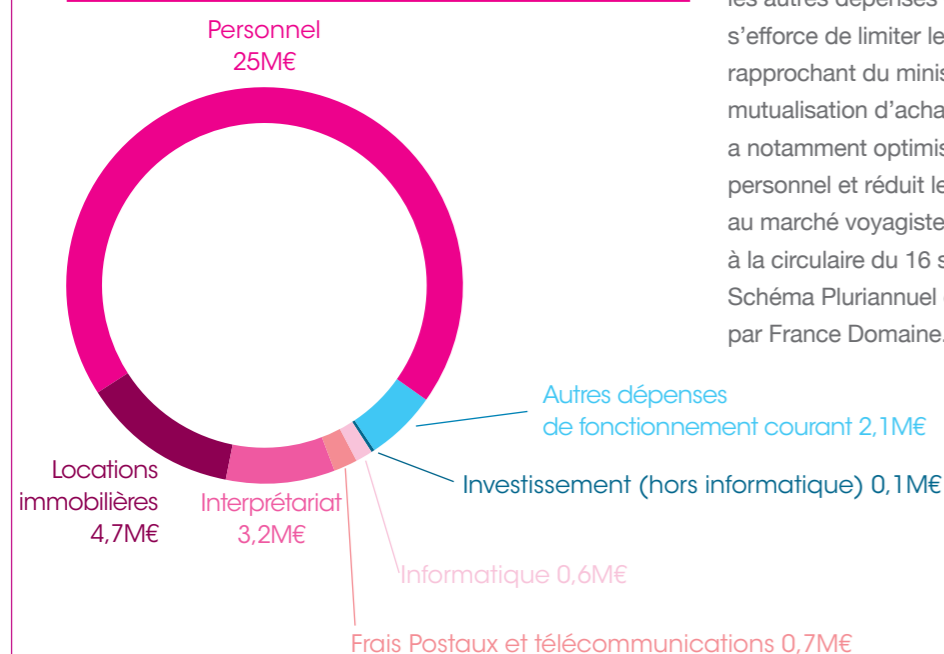 Personnel
25M€
Autres dépenses
de fonctionnement courant 2,1M€
Investissement (hors informatique) 0,1M€
Locations
immobilières
4,7M€
Interprétariat
3,2M€
Informatique 0,6M€
Frais Postaux et télécommunications 0,7M€
les autres dépenses
s'efforce de limiter le
rapprochant du minis
mutualisation d'acha
a notamment optimis
personnel et réduit le
au marché voyagiste
à la circulaire du 16 s
Schéma Pluriannuel
par France Domaine.